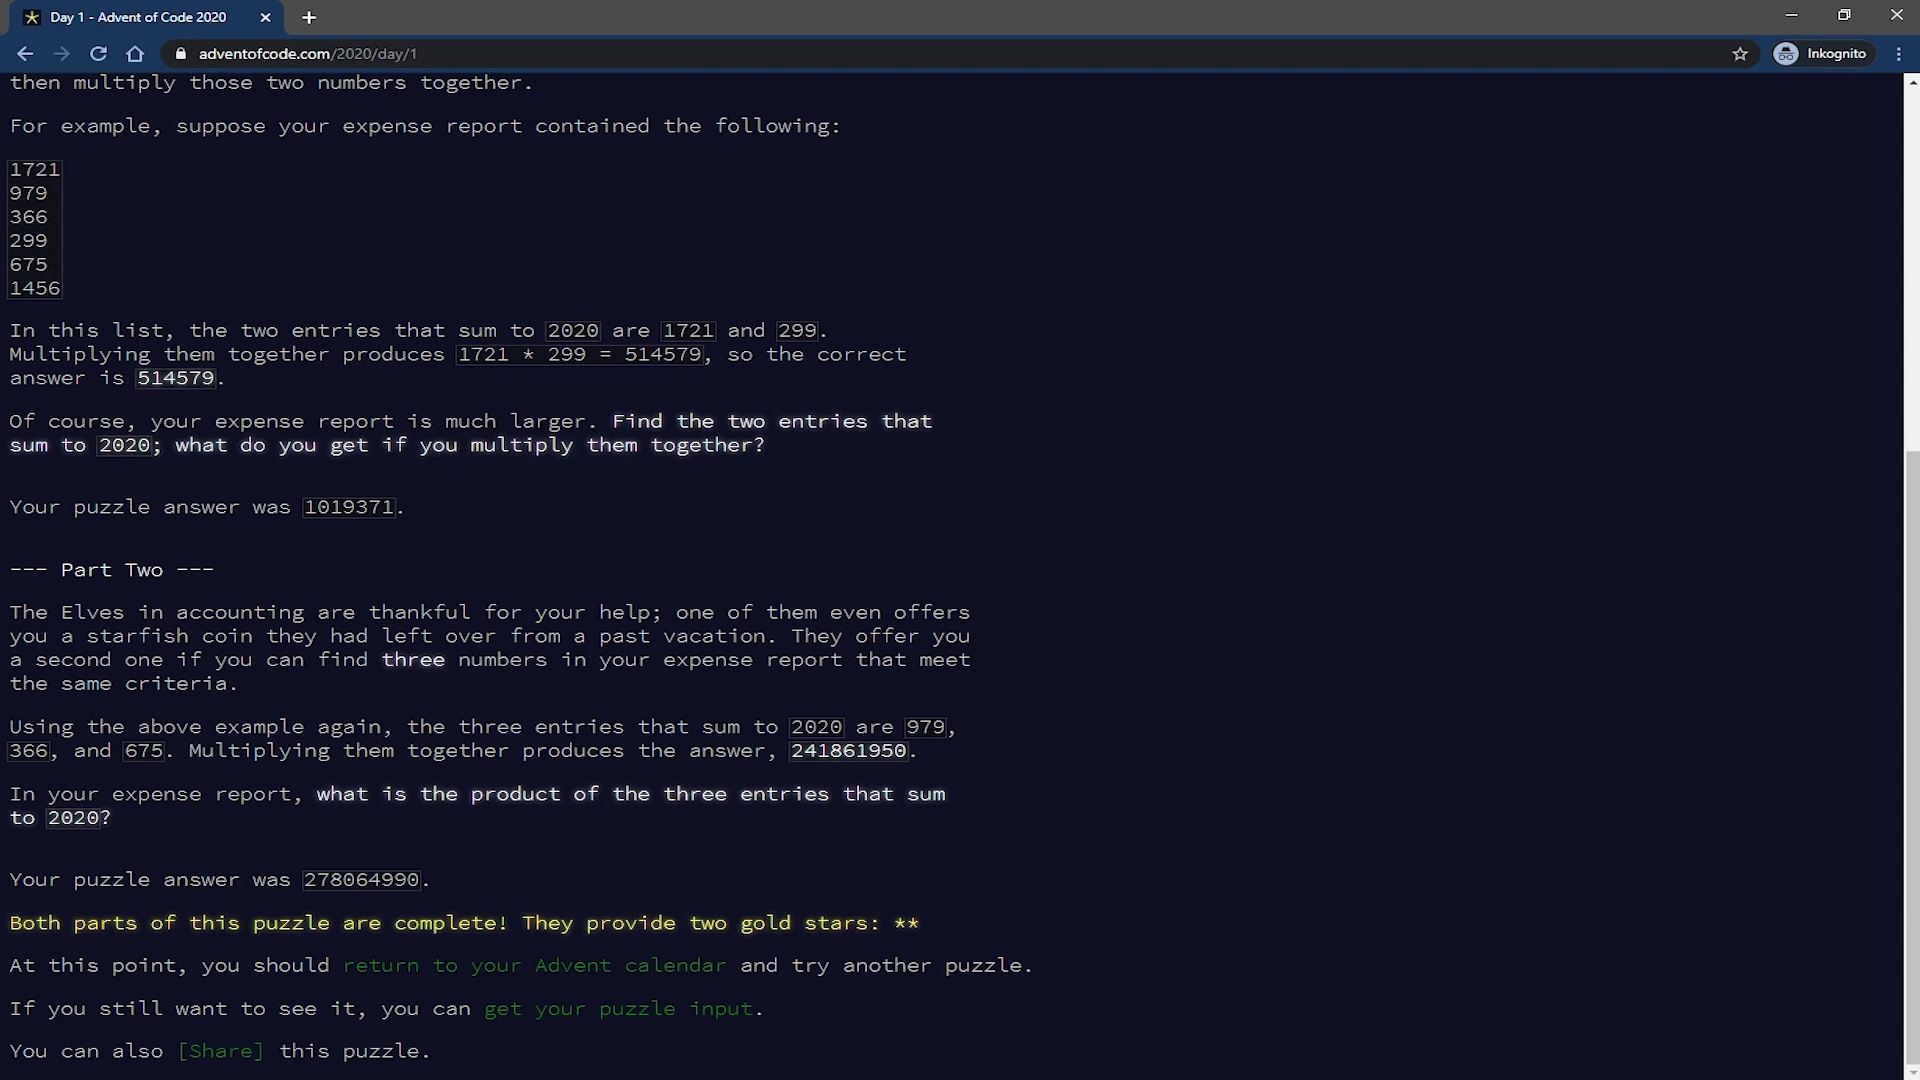 Day 1 - Advent of Code 2020
adventofcode.com/2020/day/1
Inkognito
then multiply those two numbers together.
For example, suppose your expense report contained the following:
1721
979
366
299
675
1456
In this list, the two entries that sum to 2020 are 1721 and 299.
Multiplying them together produces 1721 * 299 = 514579, so the correct
answer is 514579.
Of course, your expense report is much larger. Find the two entries that
sum to 2020; what do you get if you multiply them together?
Your puzzle answer was 1019371.
--- Part Two ---
The Elves in accounting are thankful for your help; one of them even offers
you a starfish coin they had left over from a past vacation. They offer you
a second one if you can find three numbers in your expense report that meet
the same criteria.
Using the above example again, the three entries that sum to 2020 are 979,
366, and 675. Multiplying them together produces the answer, 241861950.
In your expense report, what is the product of the three entries that sum
to 2020?
Your puzzle answer was 278064990.
Both parts of this puzzle are complete! They provide two gold stars: **
At this point, you should return to your Advent calendar and try another puzzle.
If you still want to see it, you can get your puzzle input.
You can also [Share] this puzzle.